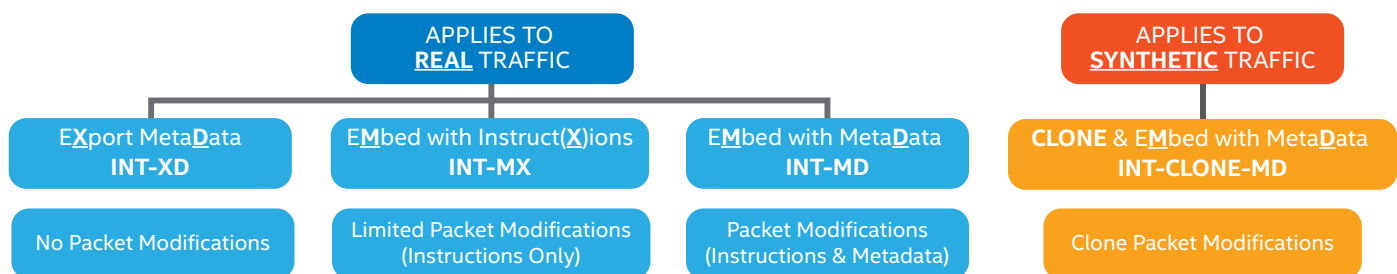 APPLIES TO
REAL TRAFFIC
APPLIES TO
SYNTHETIC TRAFFIC
EXport MetaData
INT-XD
EMbed with Instruct(X)ions
INT-MX
EMbed with MetaData
INT-MD
CLONE & EMbed with MetaData
INT-CLONE-MD
No Packet Modifications
Limited Packet Modifications
(Instructions Only)
Packet Modifications
(Instructions & Metadata)
Clone Packet Modifications